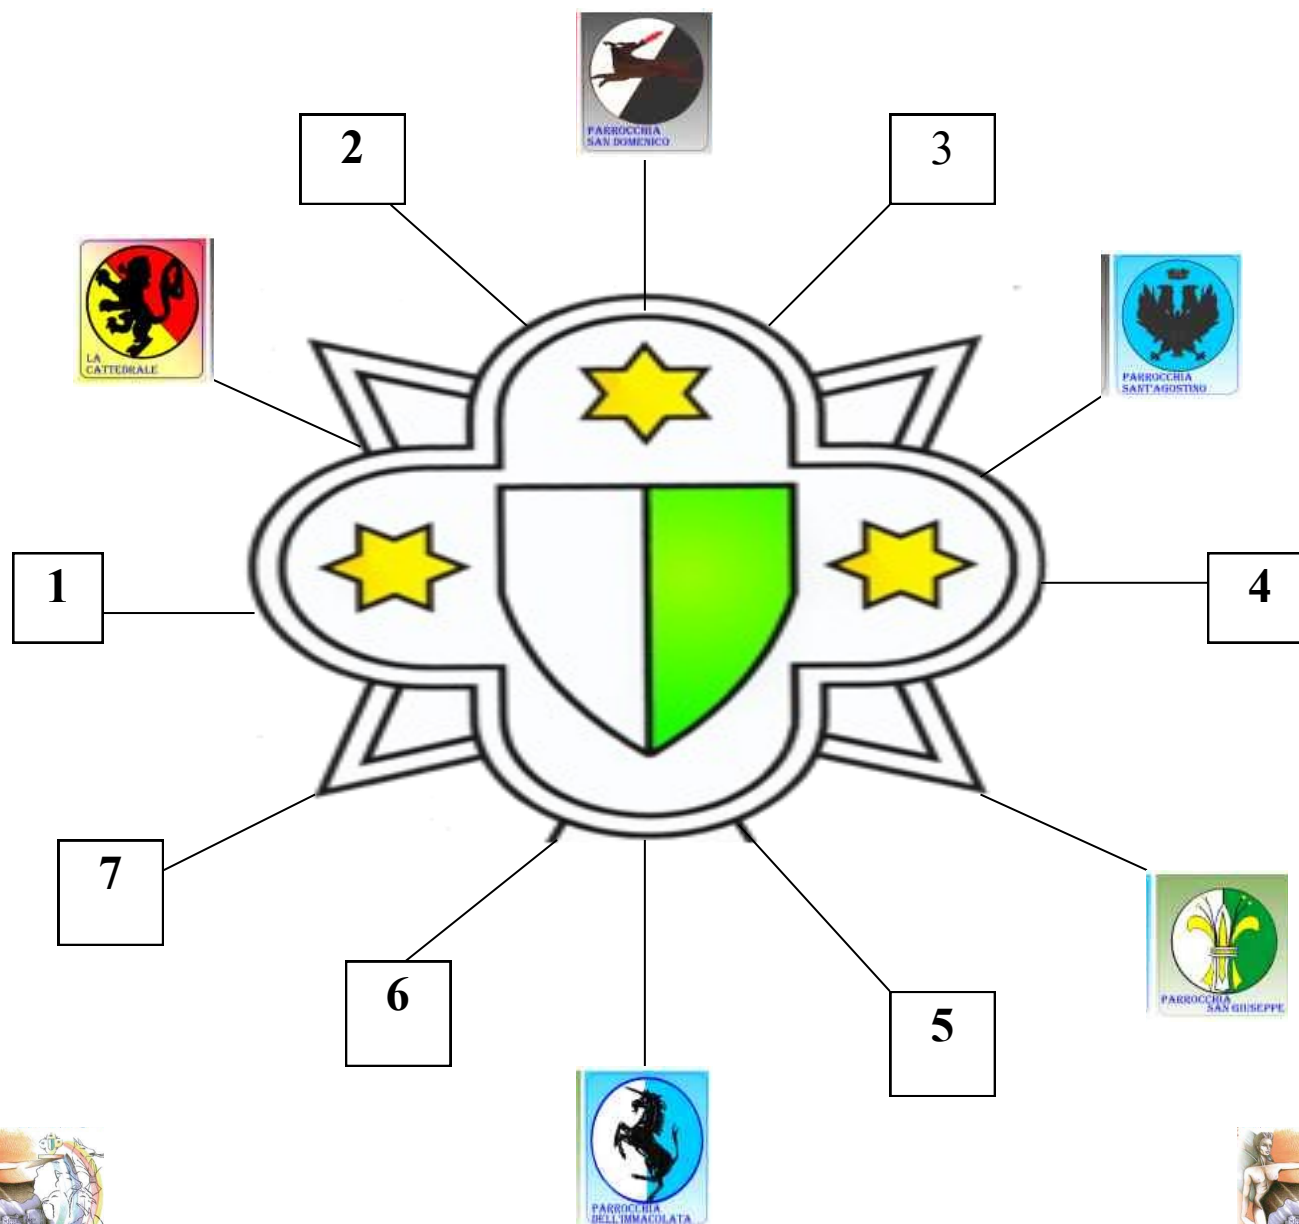 PARROCCHIA
SAN DOMENICO
2
3
LA
CATTEDRALE
PARROCCHIA
SANT'AGOSTINO
1
4
7
PARROCCHIA
SAN GIUSEPPE
6
5
PARROCCHIA
DELL'IMMACOLATA